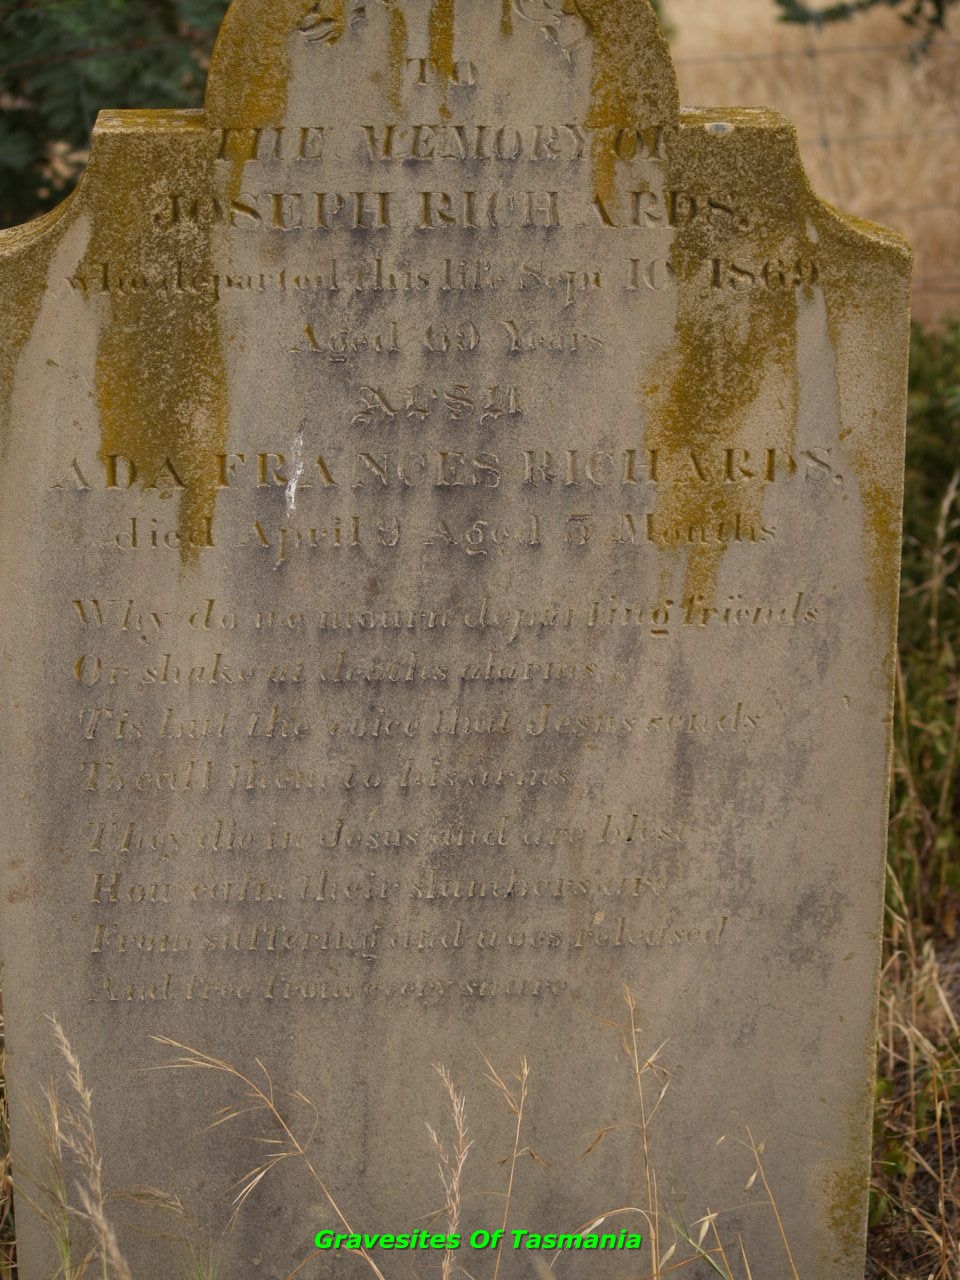 TO
THE MEMORY OF
JOSEPH RICHARDS.
who departed this life Sept 1869
Aged 69 Years
ALSO
ADA FRANCES RICHARDS.
died April 9 Aged 3 Months
Why do we mourn departing friends
Or shake at deaths alarms
Tis but the voice that Jesus sends
To call them to his arms
They die in Jesus and are blest
How calm their slumbers are
From suffering and woes released
And free from every snare
Gravesites Of Tasmania